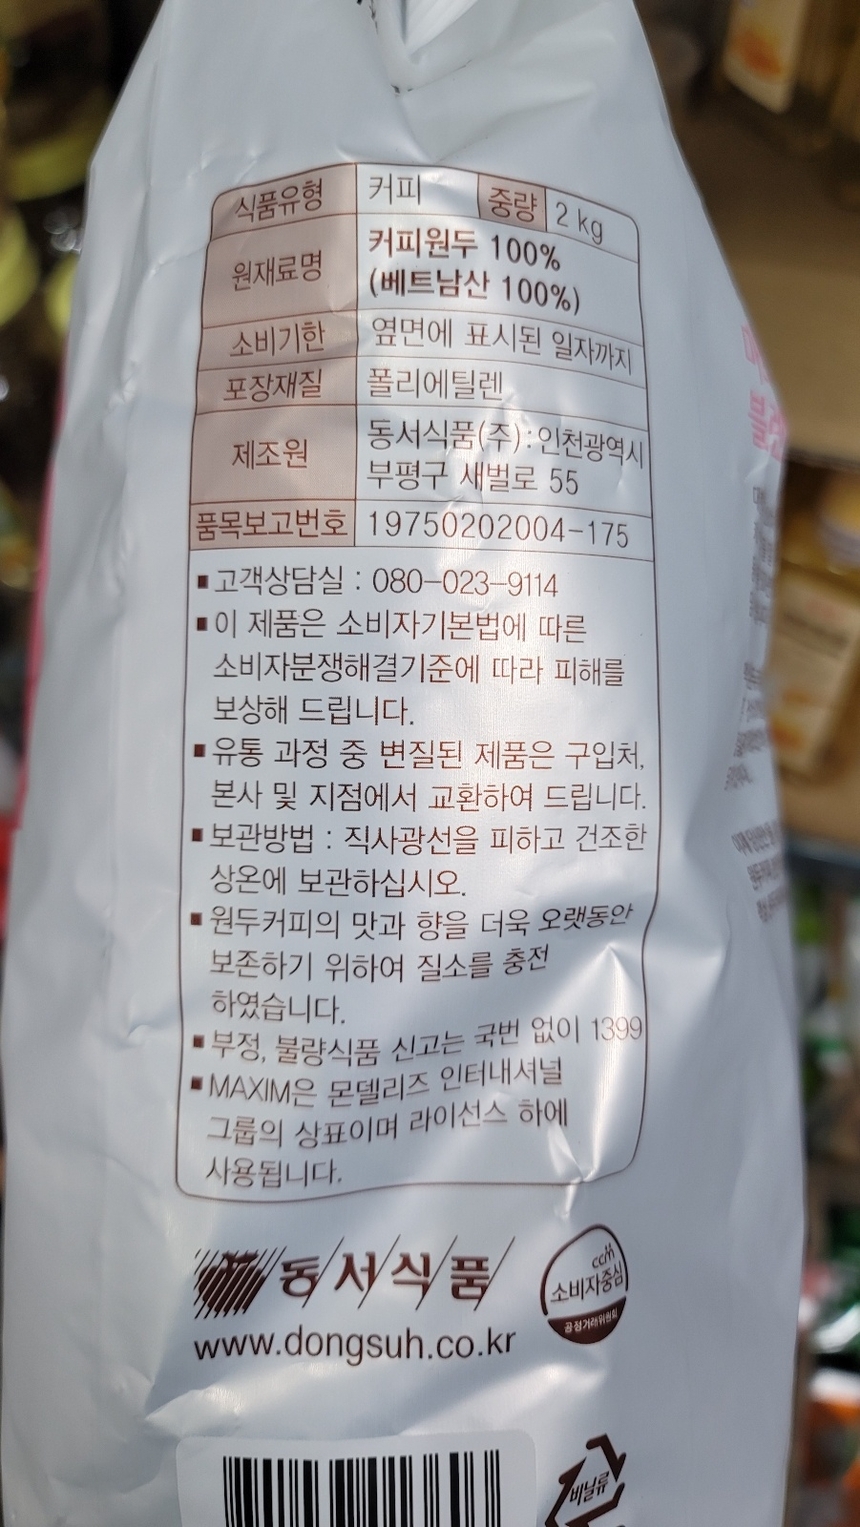 식품유형 커피 중량 2 kg
원재료명 커피원두 100%
(베트남산 100%)
소비기한 옆면에 표시된 일자까지
포장재질 폴리에틸렌
제조원 동서식품(주):인천광역시
부평구 새벌로 55
품목보고번호 19750202004-175
▪고객상담실 : 080-023-9114
▪이 제품은 소비자기본법에 따른
소비자분쟁해결기준에 따라 피해를
보상해 드립니다.
▪유통 과정 중 변질된 제품은 구입처,
본사 및 지점에서 교환하여 드립니다.
▪보관방법 : 직사광선을 피하고 건조한
상온에 보관하십시오.
▪원두커피의 맛과 향을 더욱 오랫동안
보존하기 위하여 질소를 충전
하였습니다.
▪부정, 불량식품 신고는 국번 없이 1399
▪MAXIM은 몬델리즈 인터내셔널
그룹의 상표이며 라이선스 하에
사용됩니다.
동서식품
www.dongsuh.co.kr
ccm
소비자중심
공정거래위원회
비닐류